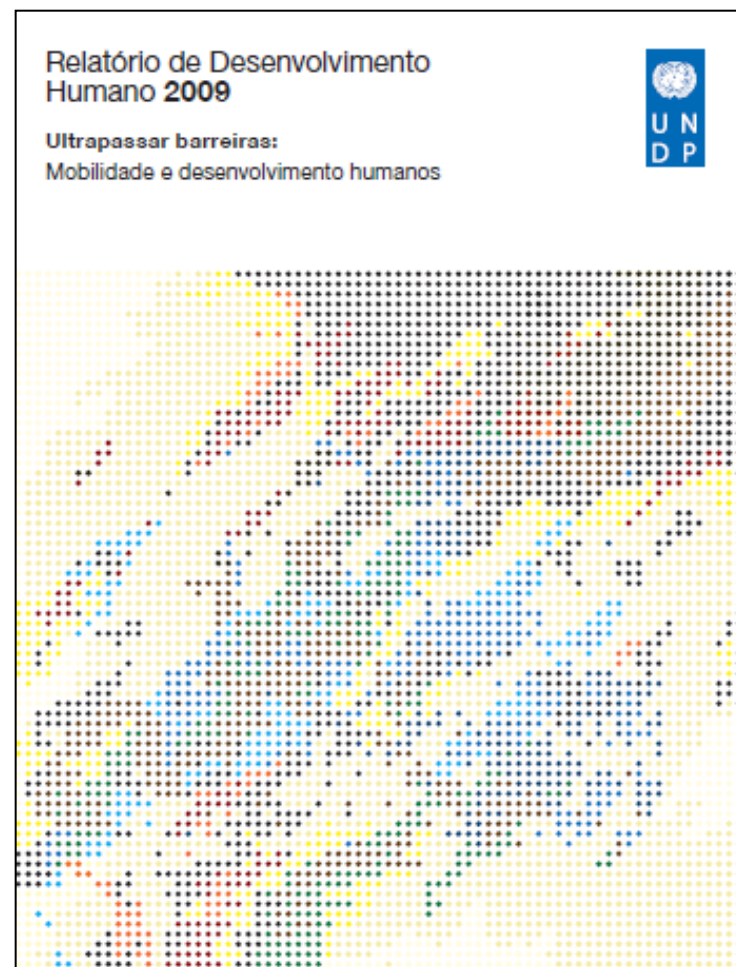 Relatório de Desenvolvimento
Humano 2009
Ultrapassar barreiras:
Mobilidade e desenvolvimento humanos
U N
D P